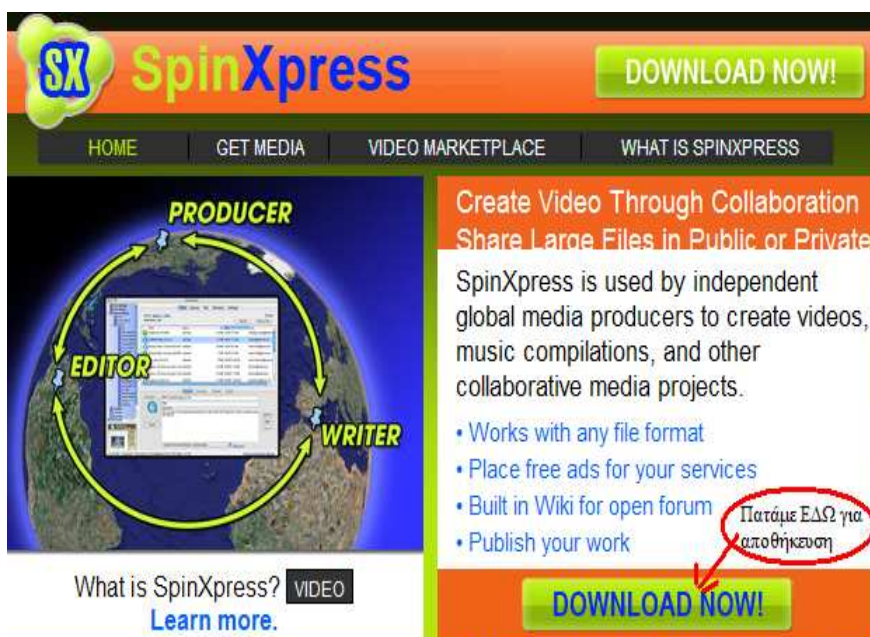 SX SpinXpress
DOWNLOAD NOW!
HOME GET MEDIA VIDEO MARKETPLACE WHAT IS SPINXPRESS
PRODUCER
EDITOR
WRITER
What is SpinXpress? VIDEO
Learn more.
Create Video Through Collaboration
Share Large Files in Public or Private
SpinXpress is used by independent
global media producers to create videos,
music compilations, and other
collaborative media projects.
• Works with any file format
• Place free ads for your services
• Built in Wiki for open forum
• Publish your work
Πατάμε ΕΔΩ για
αποθήκευση
DOWNLOAD NOW!